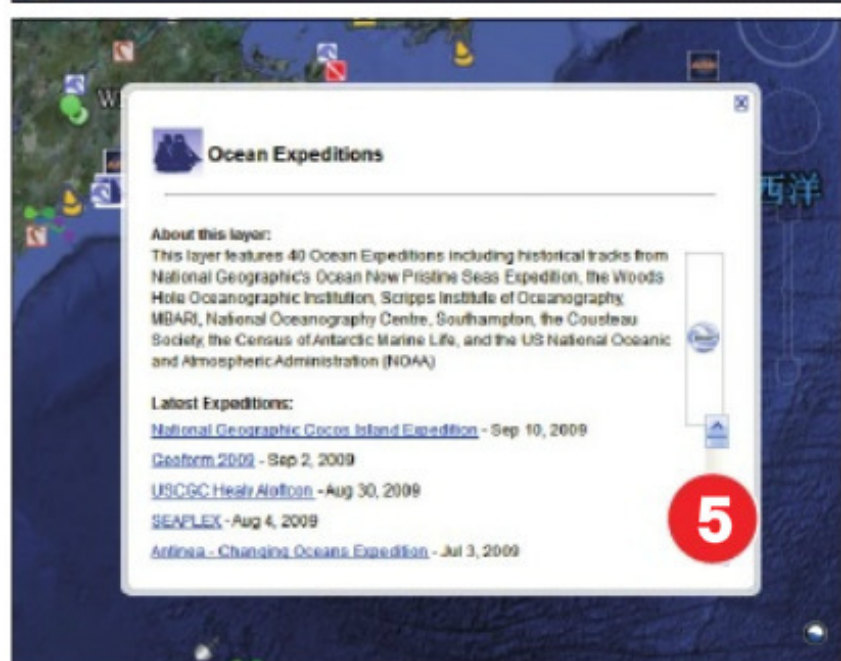 W
西洋
Ocean Expeditions
About this layer:
This layer features 40 Ocean Expeditions including historical tracks from
National Geographic's Ocean Now Pristine Seas Expedition, the Woods
Hole Oceanographic Institution, Scripps Institute of Oceanography,
MBARI, National Oceanography Centre, Southampton, the Cousteau
Society, the Census of Antarctic Marine Life, and the US National Oceanic
and Atmospheric Administration (NOAA)
Latest Expeditions:
National Geographic Cocos Island Expedition - Sep 10, 2009
Geoform 2009 - Sep 2, 2009
USCGC Healy Aloftcon - Aug 30, 2009
SEAPLEX - Aug 4, 2009
Antinea - Changing Oceans Expedition - Jul 3, 2009
5